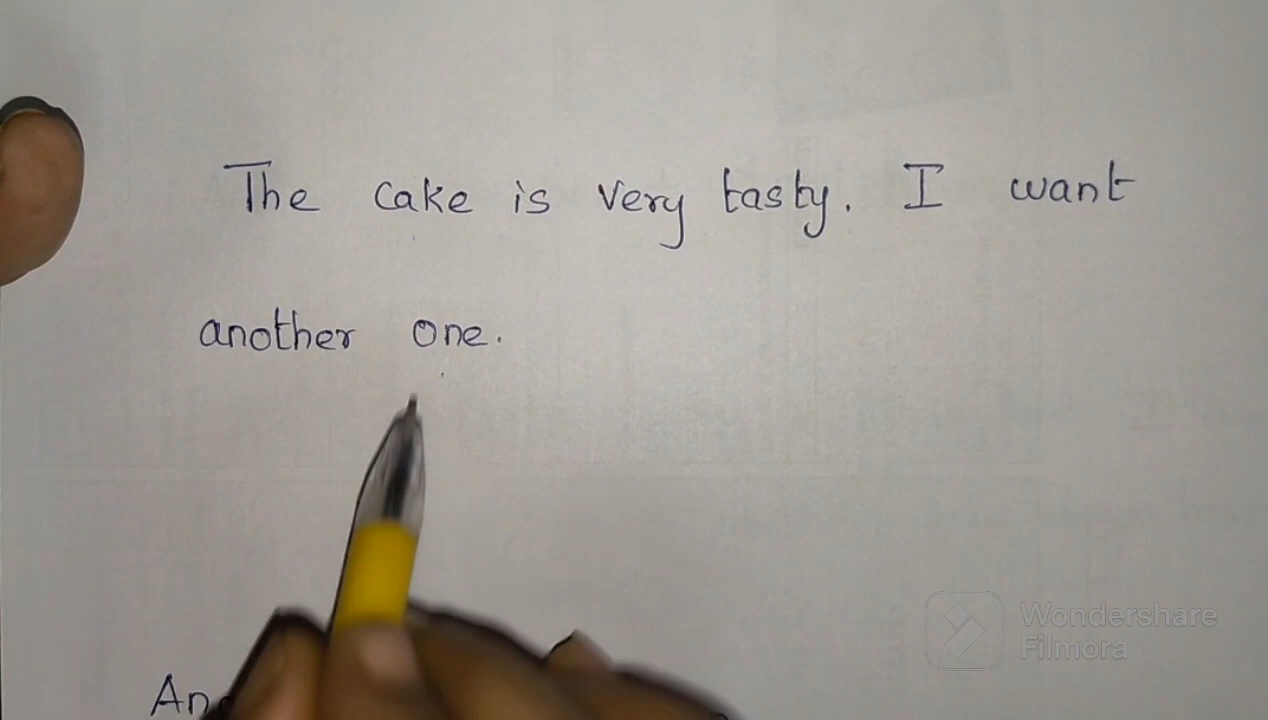 The cake is very tasty. I want
another one.
Wondershare
Filmora